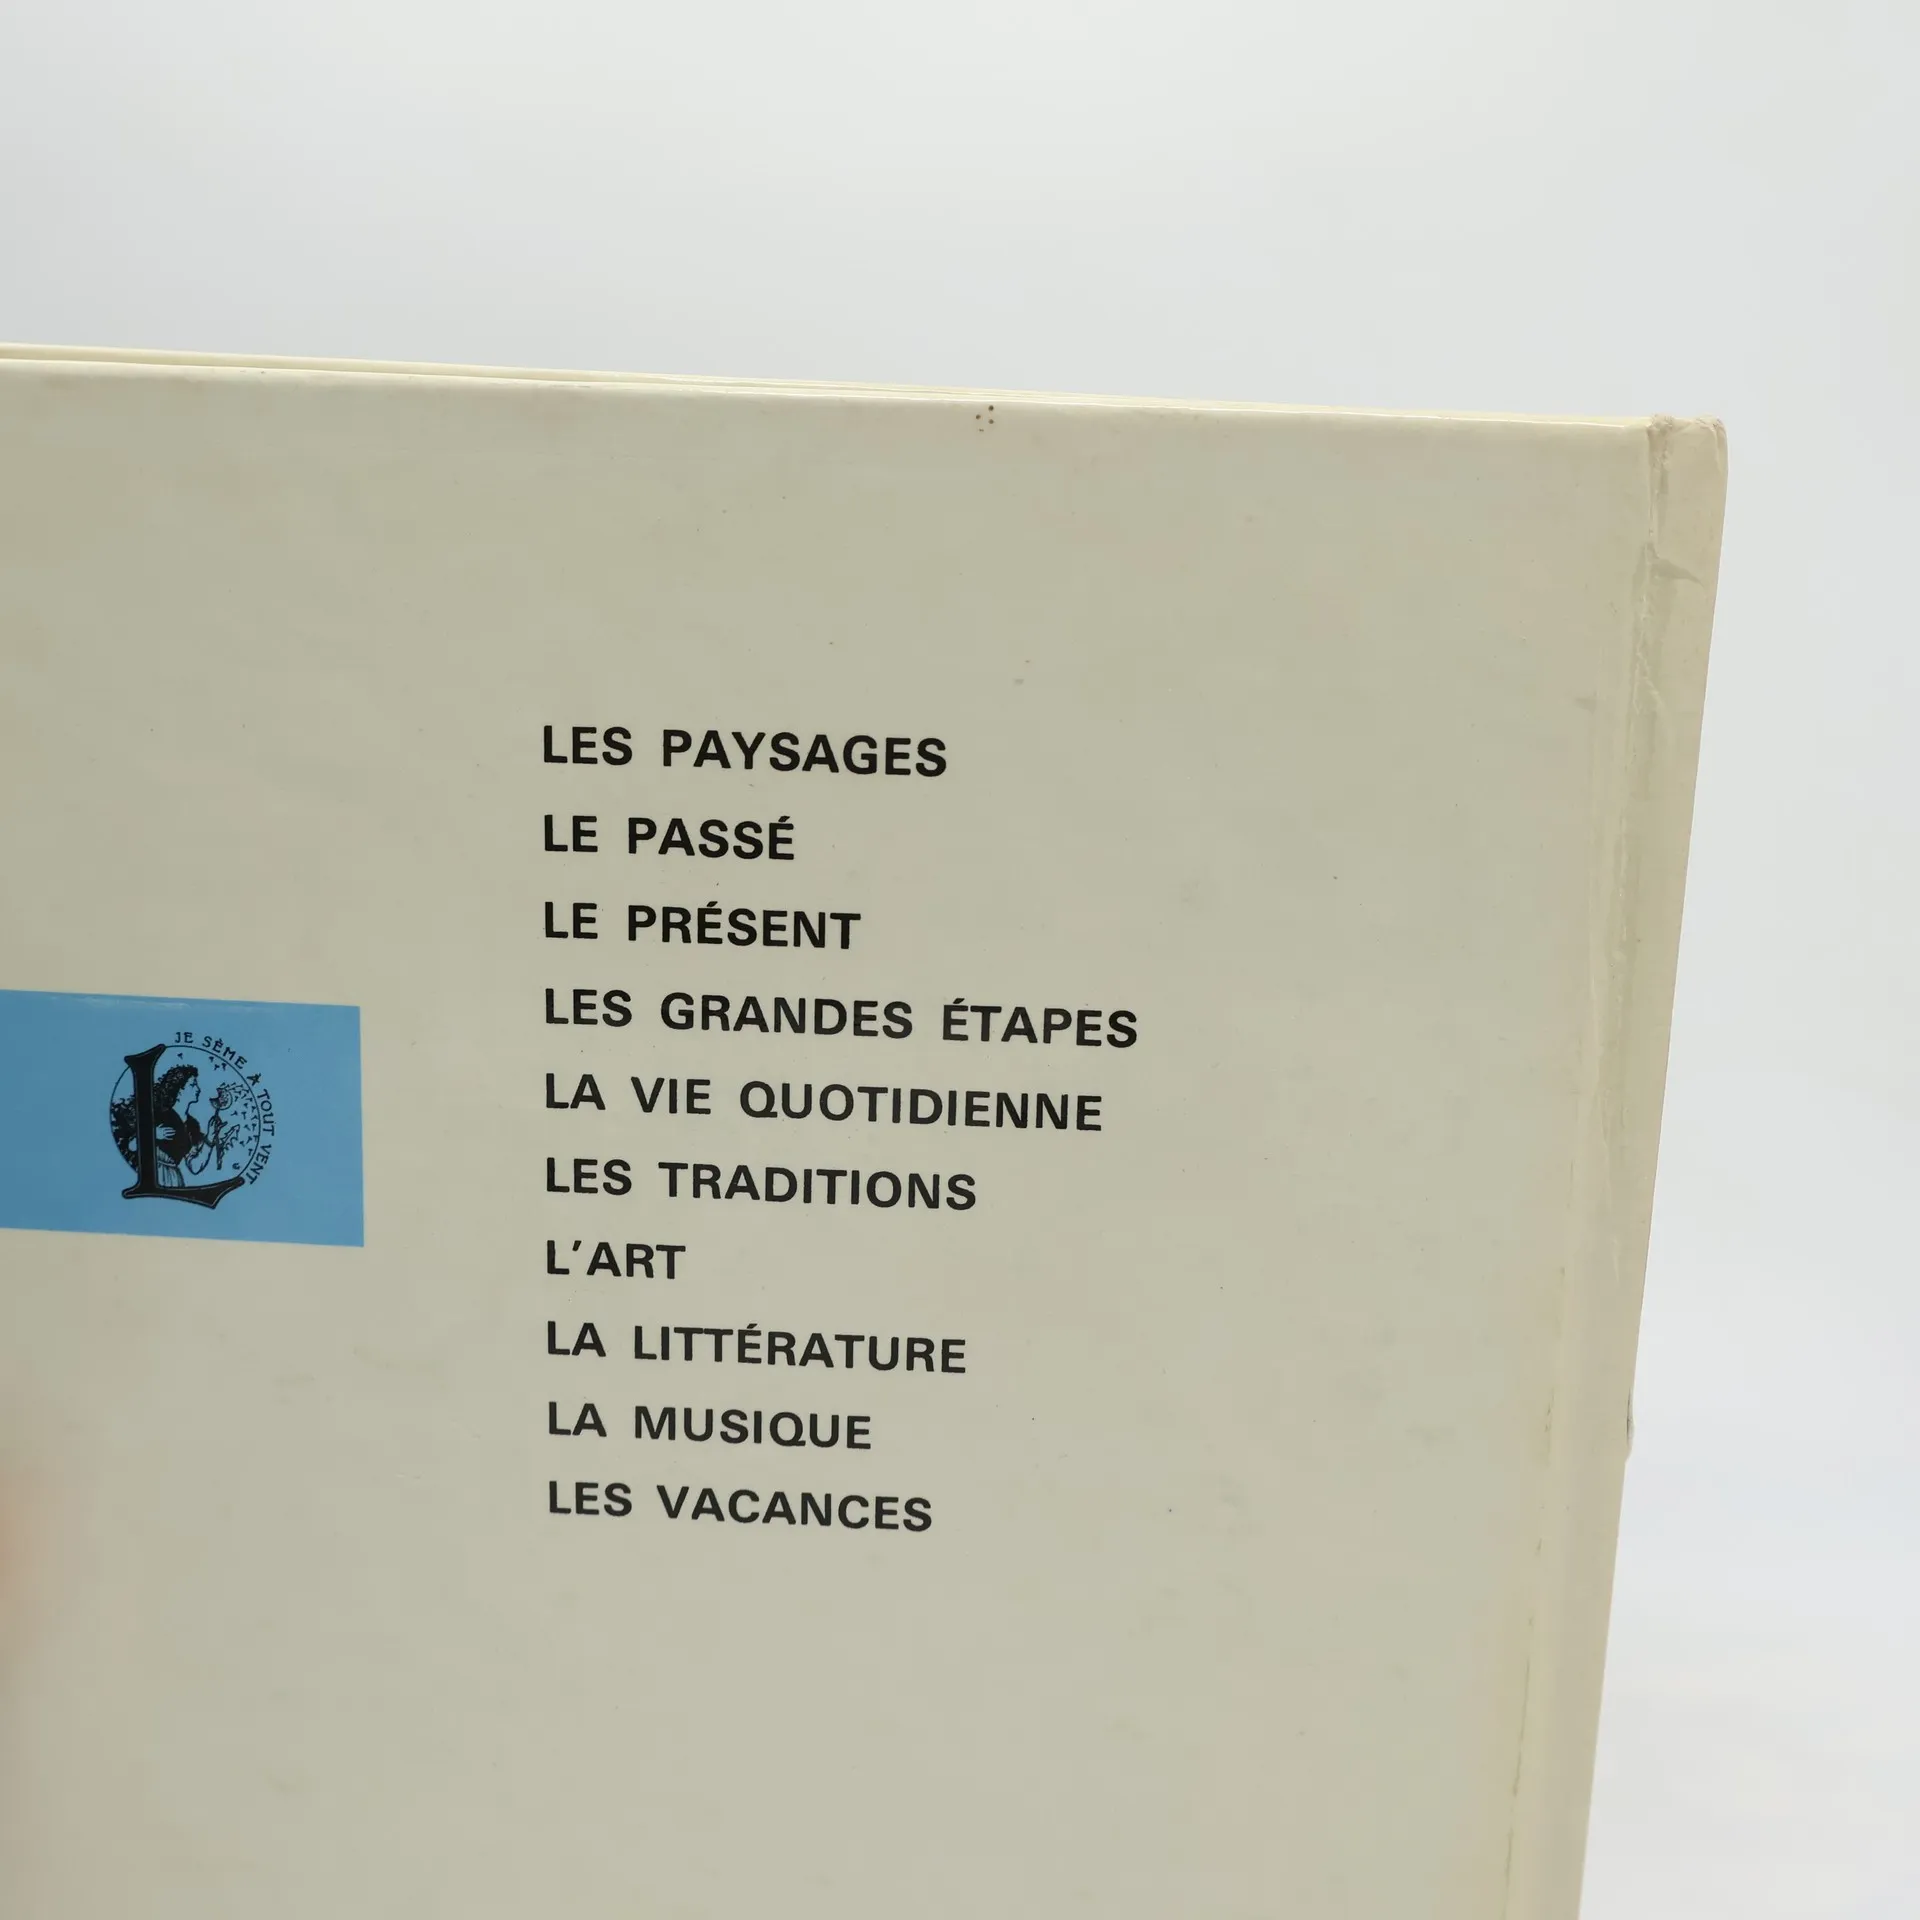 LES PAYSAGES
LE PASSÉ
LE PRÉSENT
LES GRANDES ÉTAPES
LA VIE QUOTIDIENNE
LES TRADITIONS
L'ART
LA LITTÉRATURE
LA MUSIQUE
LES VACANCES
JE SÈME À TOUT VENT
L